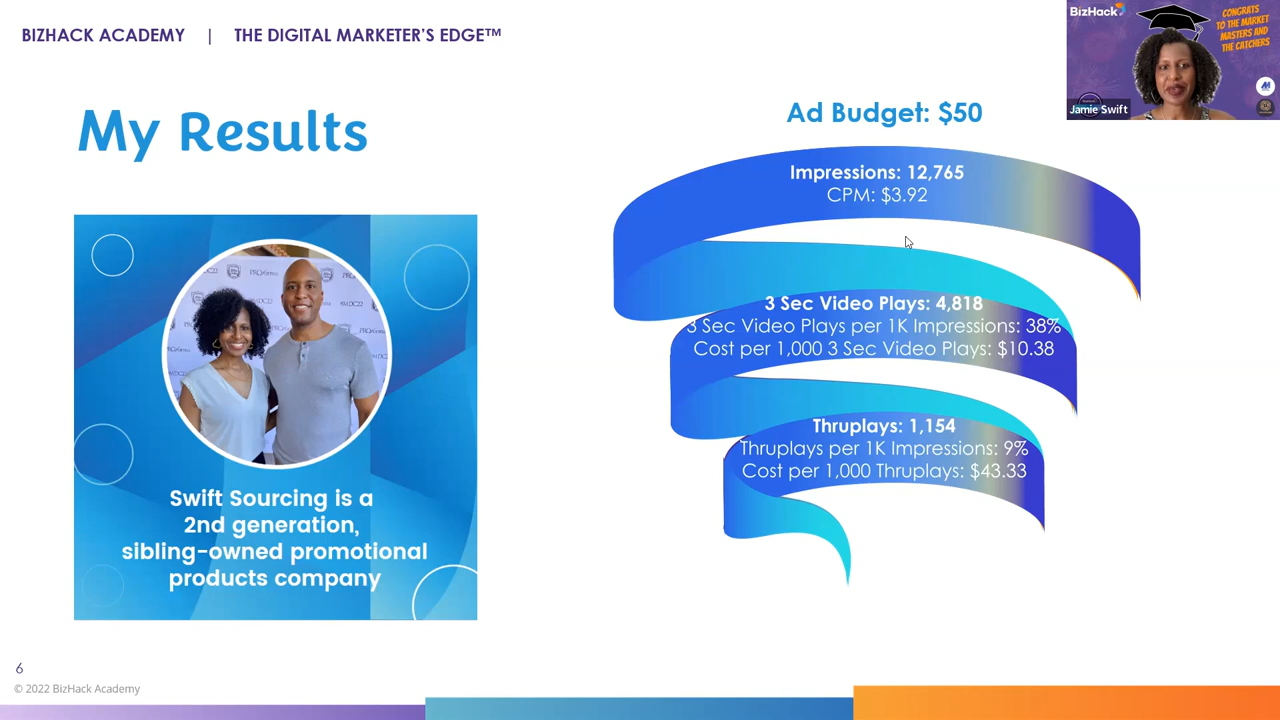 BIZHACK ACADEMY | THE DIGITAL MARKETER'S EDGE™
BizHack
CONGRATS
TO THE MARKET
MASTERS AND
THE CATCHERS
Jamie Swift
My Results
Ad Budget: $50
Impressions: 12,765
CPM: $3.92
3 Sec Video Plays: 4,818
3 Sec Video Plays per 1K Impressions: 38%
Cost per 1,000 3 Sec Video Plays: $10.38
Thruplays: 1,154
Thruplays per 1K Impressions: 9%
Cost per 1,000 Thruplays: $43.33
Swift Sourcing is a
2nd generation,
sibling-owned promotional
products company
6
© 2022 BizHack Academy